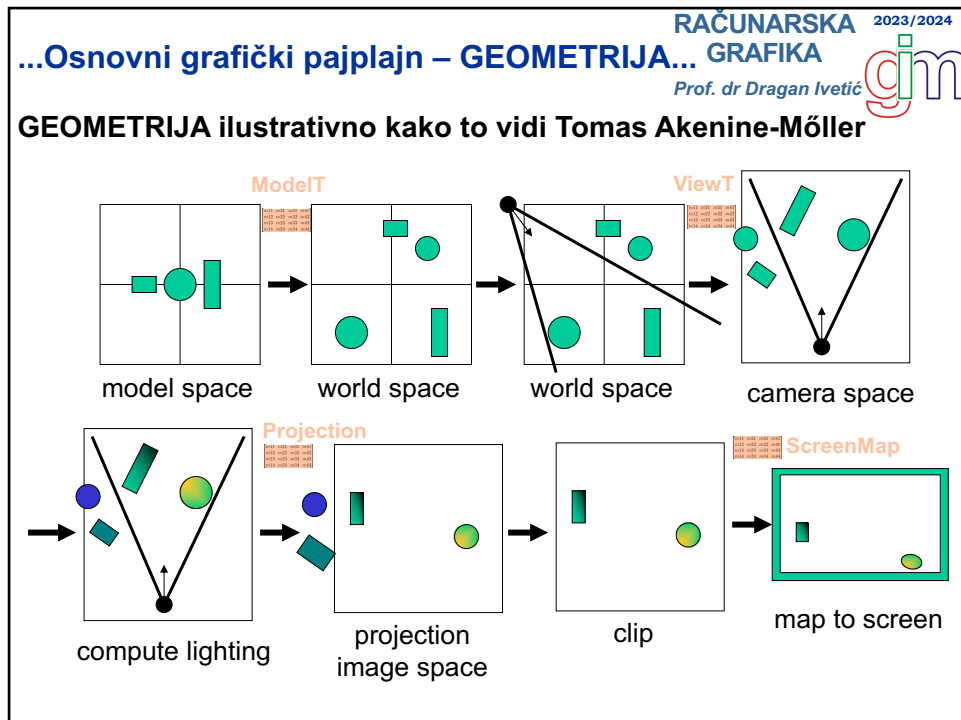 RAČUNARSKA
GRAFIKA
2023/2024
...Osnovni grafički pajplajn – GEOMETRIJA...
Prof. dr Dragan Ivetić
gim
GEOMETRIJA ilustrativno kako to vidi Tomas Akenine-Mőller
ModelT
ViewT
model space
world space
world space
camera space
Projection
ScreenMap
compute lighting
projection
image space
clip
map to screen